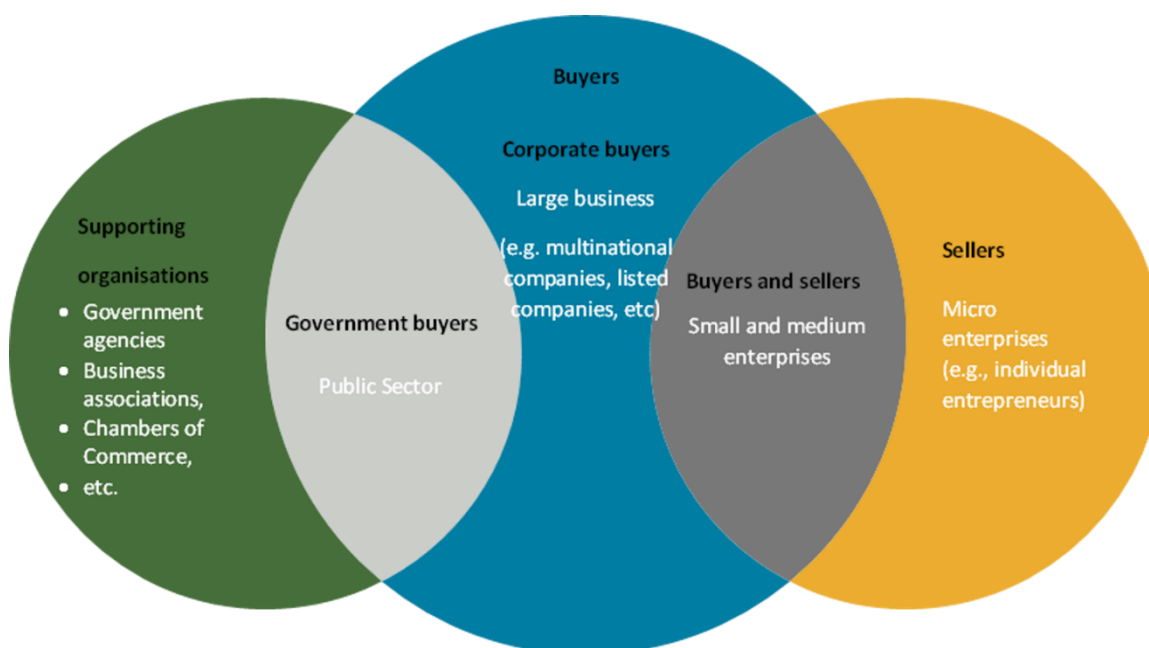 Supporting
organisations
• Government
agencies
• Business
associations,
• Chambers of
Commerce,
• etc.
Government buyers
Public Sector
Buyers
Corporate buyers
Large business
(e.g. multinational
companies, listed
companies, etc)
Buyers and sellers
Small and medium
enterprises
Sellers
Micro
enterprises
(e.g., individual
entrepreneurs)